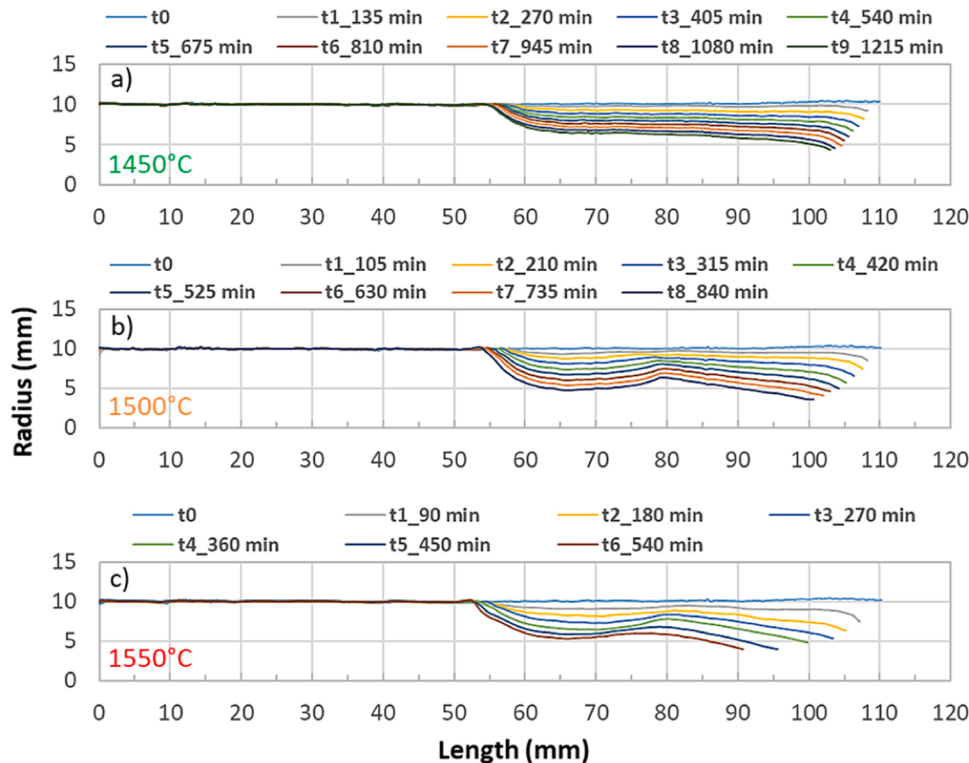 t0 t1_135 min t2_270 min t3_405 min t4_540 min
t5_675 min t6_810 min t7_945 min t8_1080 min t9_1215 min
15
a)
10
5
1450°C
0
0 10 20 30 40 50 60 70 80 90 100 110 120
t0 t1_105 min t2_210 min t3_315 min t4_420 min
t5_525 min t6_630 min t7_735 min t8_840 min
15
b)
10
5
1500°C
0
0 10 20 30 40 50 60 70 80 90 100 110 120
Radius (mm)
t0 t1_90 min t2_180 min t3_270 min
t4_360 min t5_450 min t6_540 min
15
c)
10
5
1550°C
0
0 10 20 30 40 50 60 70 80 90 100 110 120
Length (mm)